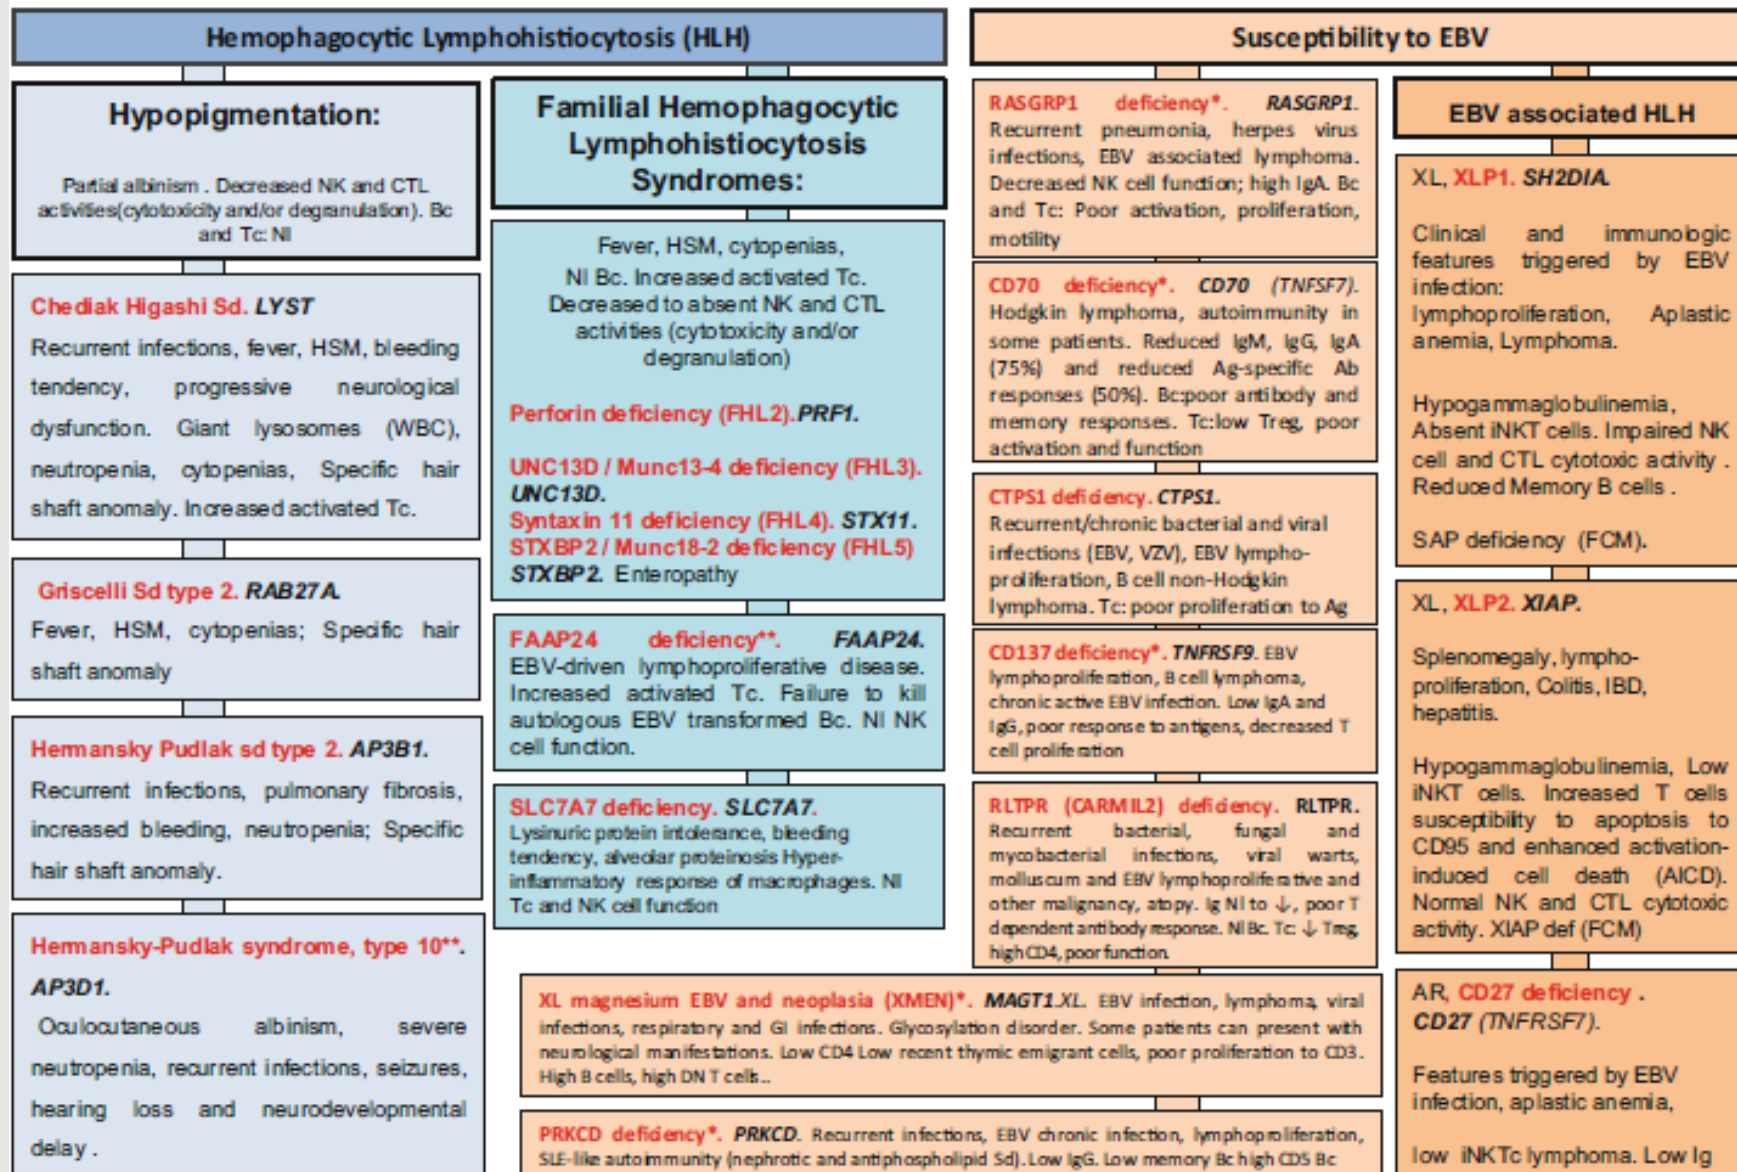 Hemophagocytic Lymphohistiocytosis (HLH)
Hypopigmentation:
Partial albinism . Decreased NK and CTL
activities(cytotoxicity and/or degranulation). Bc
and Tc: Nl
Chediak Higashi Sd. LYST
Recurrent infections, fever, HSM, bleeding
tendency, progressive neurological
dysfunction. Giant lysosomes (WBC),
neutropenia, cytopenias, Specific hair
shaft anomaly. Increased activated Tc.
Griscelli Sd type 2. RAB27A.
Fever, HSM, cytopenias; Specific hair
shaft anomaly
Hermansky Pudlak sd type 2. AP3B1.
Recurrent infections, pulmonary fibrosis,
increased bleeding, neutropenia; Specific
hair shaft anomaly.
Hermansky-Pudlak syndrome, type 10**.
AP3D1.
Oculocutaneous albinism, severe
neutropenia, recurrent infections, seizures,
hearing loss and neurodevelopmental
delay .
Familial Hemophagocytic
Lymphohistiocytosis
Syndromes:
Fever, HSM, cytopenias,
Nl Bc. Increased activated Tc.
Decreased to absent NK and CTL
activities (cytotoxicity and/or
degranulation)
Perforin deficiency (FHL2).PRF1.
UNC13D / Munc13-4 deficiency (FHL3).
UNC13D.
Syntaxin 11 deficiency (FHL4). STX11.
STXBP2 / Munc18-2 deficiency (FHL5)
STXBP2. Enteropathy
FAAP24 deficiency**. FAAP24.
EBV-driven lymphoproliferative disease.
Increased activated Tc. Failure to kill
autologous EBV transformed Bc. Nl NK
cell function.
SLC7A7 deficiency. SLC7A7.
Lysinuric protein intolerance, bleeding
tendency, alveolar proteinosis Hyper-
inflammatory response of macrophages. Nl
Tc and NK cell function
Susceptibility to EBV
RASGRP1 deficiency*. RASGRP1.
Recurrent pneumonia, herpes virus
infections, EBV associated lymphoma.
Decreased NK cell function; high IgA. Bc
and Tc: Poor activation, proliferation,
motility
CD70 deficiency*. CD70 (TNFSF7).
Hodgkin lymphoma, autoimmunity in
some patients. Reduced IgM, IgG, IgA
(75%) and reduced Ag-specific Ab
responses (50%). Bc:poor antibody and
memory responses. Tc:low Treg, poor
activation and function
CTPS1 deficiency. CTPS1.
Recurrent/chronic bacterial and viral
infections (EBV, VZV), EBV lympho-
proliferation, B cell non-Hodgkin
lymphoma. Tc: poor proliferation to Ag
CD137 deficiency*. TNFRSF9. EBV
lymphoproliferation, B cell lymphoma,
chronic active EBV infection. Low IgA and
IgG, poor response to antigens, decreased T
cell proliferation
RLTPR (CARMIL2) deficiency. RLTPR.
Recurrent bacterial, fungal and
mycobacterial infections, viral warts,
molluscum and EBV lymphoproliferative and
other malignancy, atopy. Ig Nl to ↓, poor T
dependent antibody response. Nl Bc. Tc: ↓ Treg,
high CD4, poor function.
XL magnesium EBV and neoplasia (XMEN)*. MAGT1.XL. EBV infection, lymphoma, viral
infections, respiratory and GI infections. Glycosylation disorder. Some patients can present with
neurological manifestations. Low CD4 Low recent thymic emigrant cells, poor proliferation to CD3.
High B cells, high DN T cells..
PRKCD deficiency*. PRKCD. Recurrent infections, EBV chronic infection, lymphoproliferation,
SLE-like autoimmunity (nephrotic and antiphospholipid Sd). Low IgG. Low memory Bc high CD5 Bc
EBV associated HLH
XL, XLP1. SH2DIA.
Clinical and immunologic
features triggered by EBV
infection:
lymphoproliferation, Aplastic
anemia, Lymphoma.
Hypogammaglobulinemia,
Absent iNKT cells. Impaired NK
cell and CTL cytotoxic activity .
Reduced Memory B cells .
SAP deficiency (FCM).
XL, XLP2. XIAP.
Splenomegaly, lympho-
proliferation, Colitis, IBD,
hepatitis.
Hypogammaglobulinemia, Low
iNKT cells. Increased T cells
susceptibility to apoptosis to
CD95 and enhanced activation-
induced cell death (AICD).
Normal NK and CTL cytotoxic
activity. XIAP def (FCM)
AR, CD27 deficiency .
CD27 (TNFRSF7).
Features triggered by EBV
infection, aplastic anemia,
low iNKTc lymphoma. Low Ig